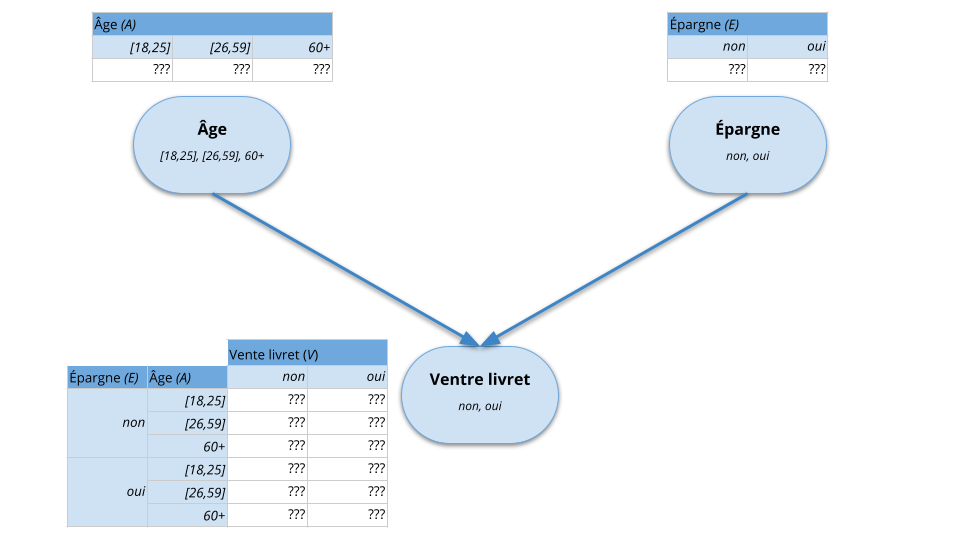 Âge (A)
[18,25] [26,59] 60+
??? ??? ???
Épargne (E)
non oui
??? ???
Âge
[18,25], [26,59], 60+
Épargne
non, oui
Vente livret (V)
Épargne (E) Âge (A) non oui
non [18,25] ??? ???
[26,59] ??? ???
60+ ??? ???
oui [18,25] ??? ???
[26,59] ??? ???
60+ ??? ???
Ventre livret
non, oui